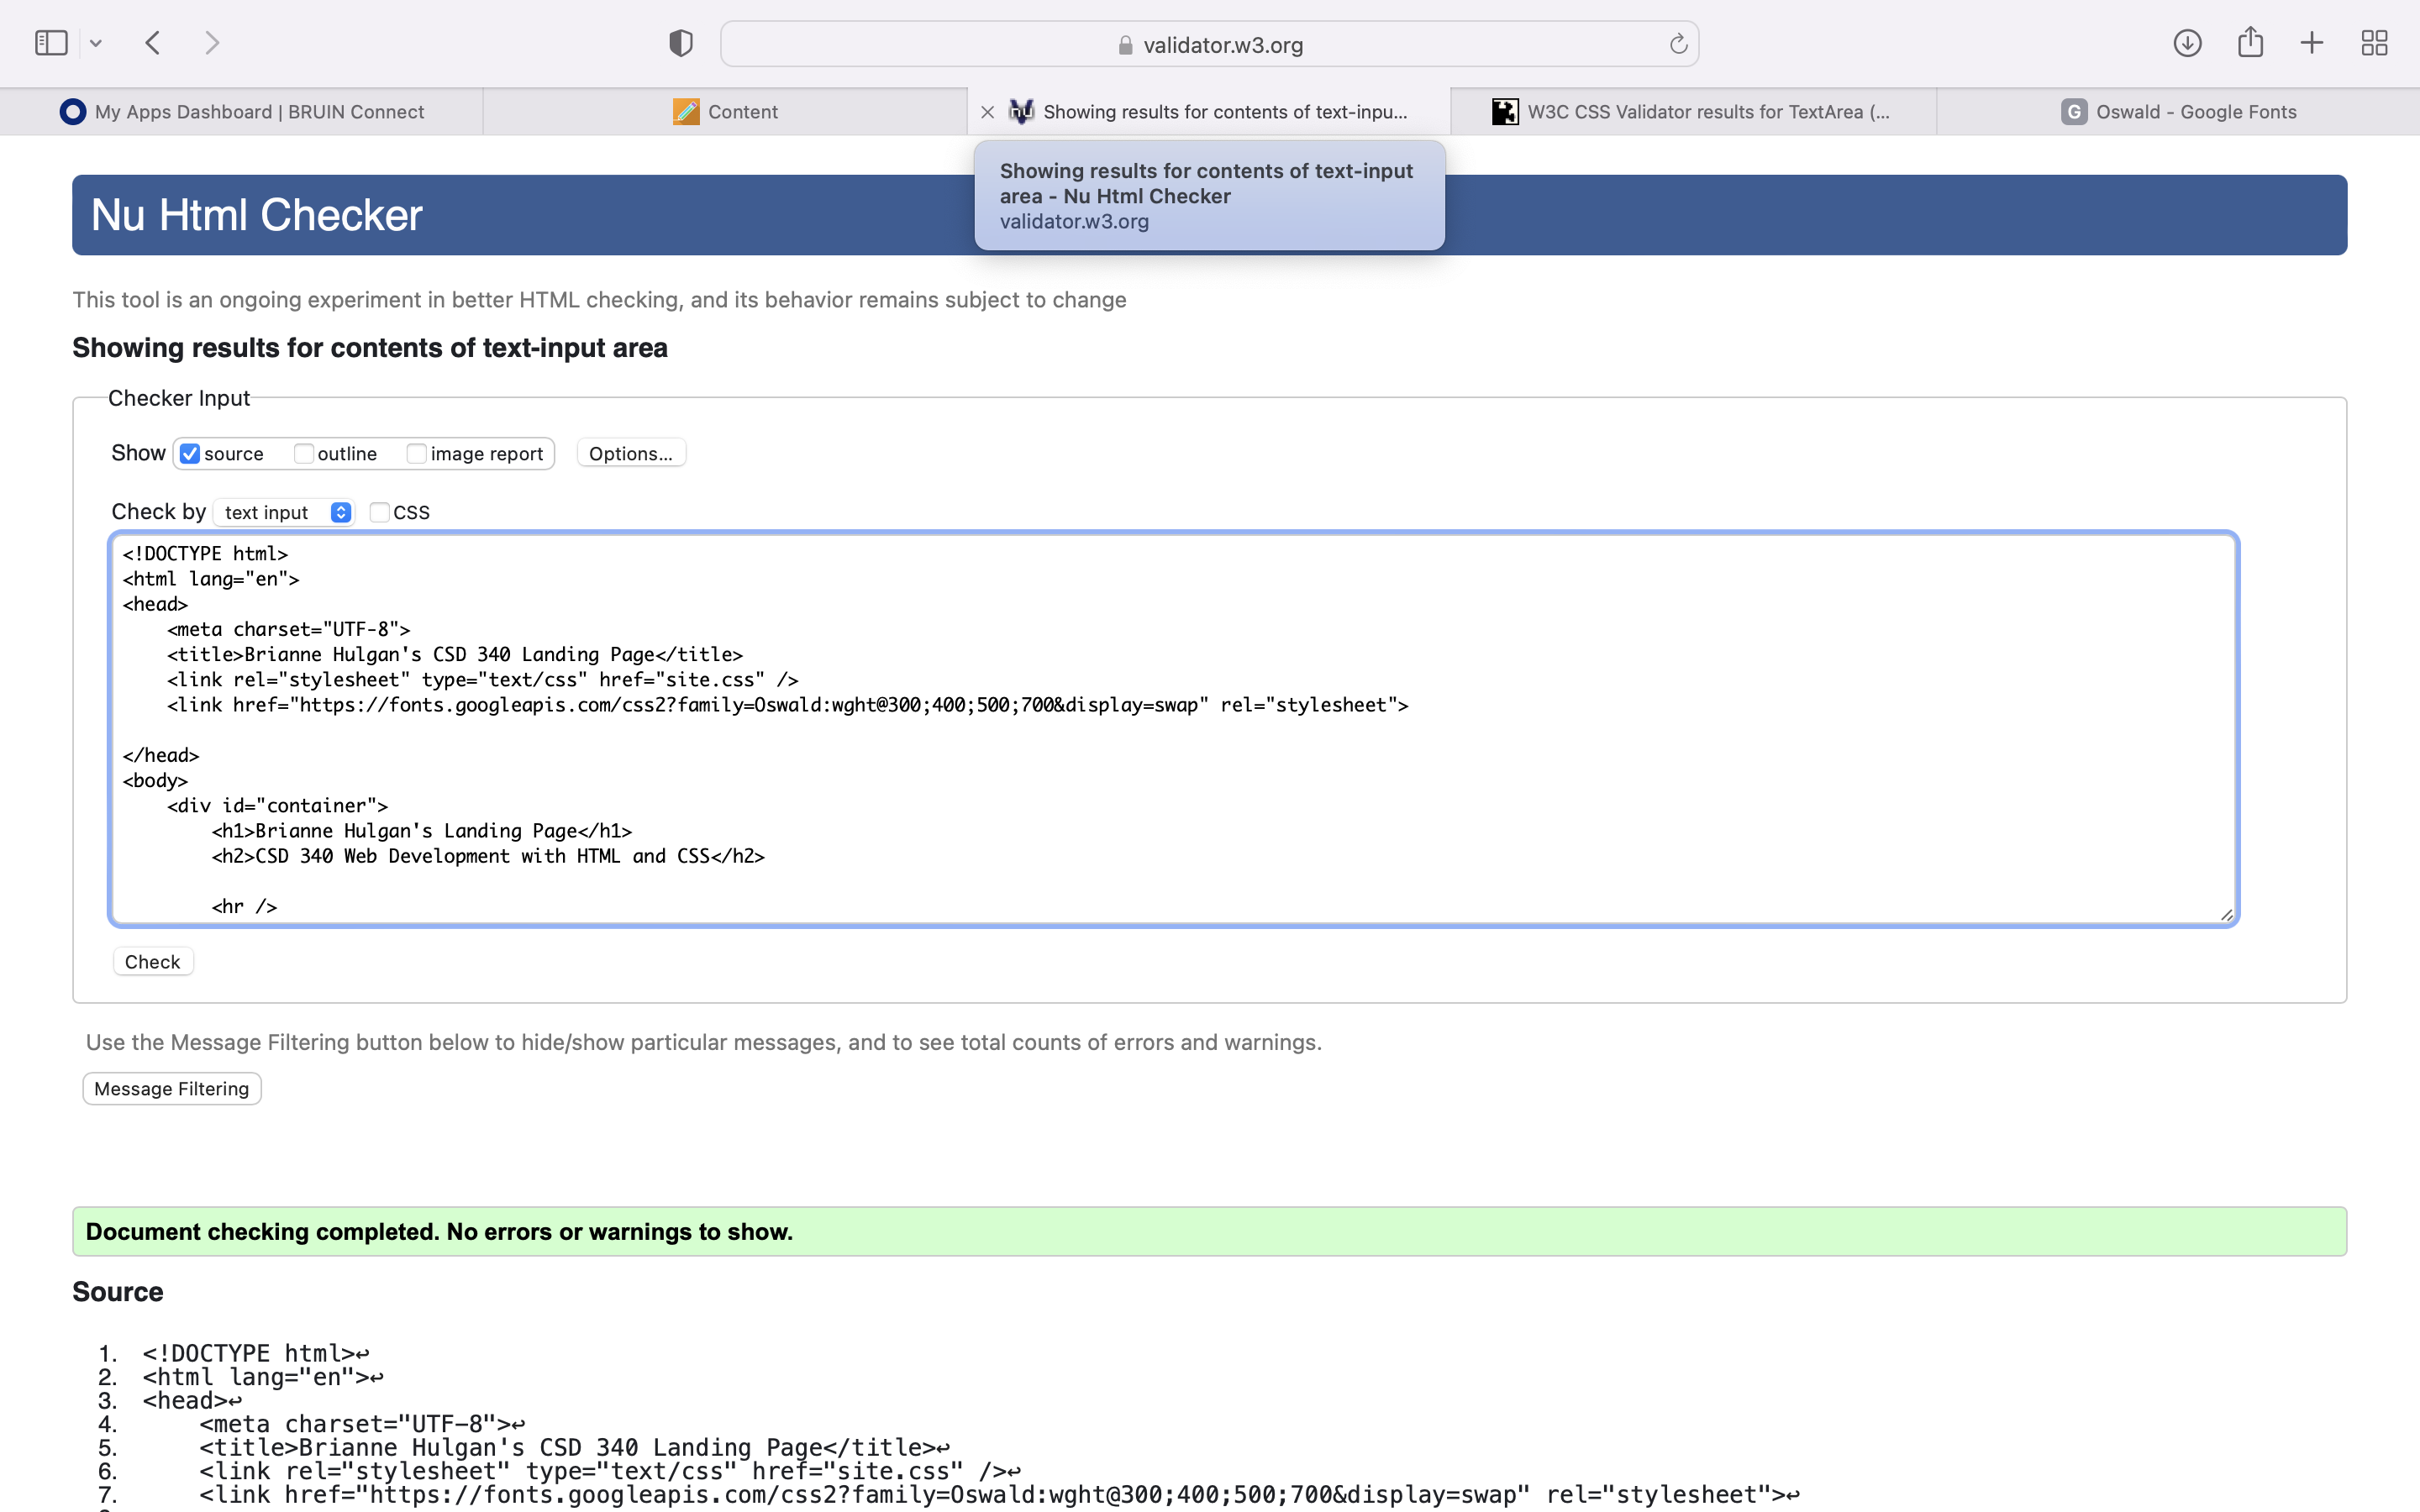 validator.w3.org
My Apps Dashboard | BRUIN Connect
Content
Showing results for contents of text-inpu...
W3C CSS Validator results for TextArea (...
G Oswald - Google Fonts
Showing results for contents of text-input
area - Nu Html Checker
validator.w3.org
Nu Html Checker
This tool is an ongoing experiment in better HTML checking, and its behavior remains subject to change
Showing results for contents of text-input area
Checker Input
Show source outline image report Options...
Check by text input CSS
<!DOCTYPE html>
<html lang="en">
<head>
    <meta charset="UTF-8">
    <title>Brianne Hulgan's CSD 340 Landing Page</title>
    <link rel="stylesheet" type="text/css" href="site.css" />
    <link href="https://fonts.googleapis.com/css2?family=Oswald:wght@300;400;500;700&display=swap" rel="stylesheet">
</head>
<body>
    <div id="container">
        <h1>Brianne Hulgan's Landing Page</h1>
        <h2>CSD 340 Web Development with HTML and CSS</h2>
        <hr />
Check
Use the Message Filtering button below to hide/show particular messages, and to see total counts of errors and warnings.
Message Filtering
Document checking completed. No errors or warnings to show.
Source
1. <!DOCTYPE html>↩
2. <html lang="en">↩
3. <head>↩
4.     <meta charset="UTF-8">↩
5.     <title>Brianne Hulgan's CSD 340 Landing Page</title>↩
6.     <link rel="stylesheet" type="text/css" href="site.css" />↩
7.     <link href="https://fonts.googleapis.com/css2?family=Oswald:wght@300;400;500;700&display=swap" rel="stylesheet">↩